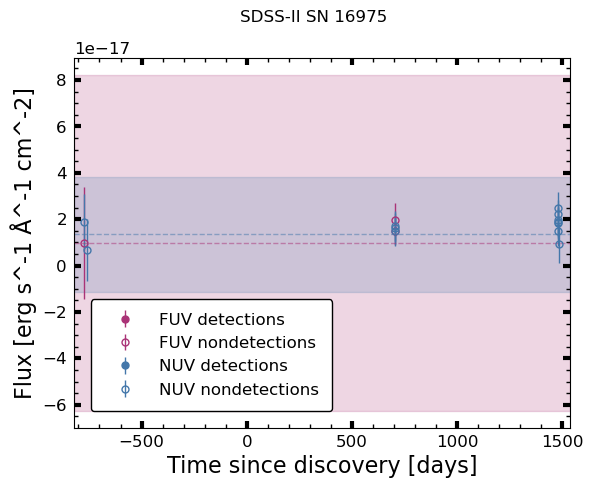 SDSS-II SN 16975
1e−17
8
6
4
2
0
−2
−4
−6
Flux [erg s^-1 Å^-1 cm^-2]
FUV detections
FUV nondetections
NUV detections
NUV nondetections
−500 0 500 1000 1500
Time since discovery [days]